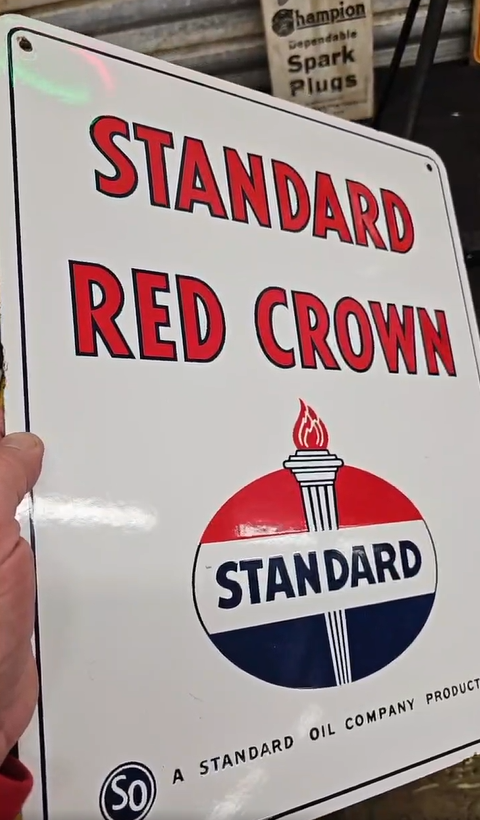 Champion
Dependable
Spark
Plugs
STANDARD
RED CROWN
STANDARD
SO A STANDARD OIL COMPANY PRODUCT